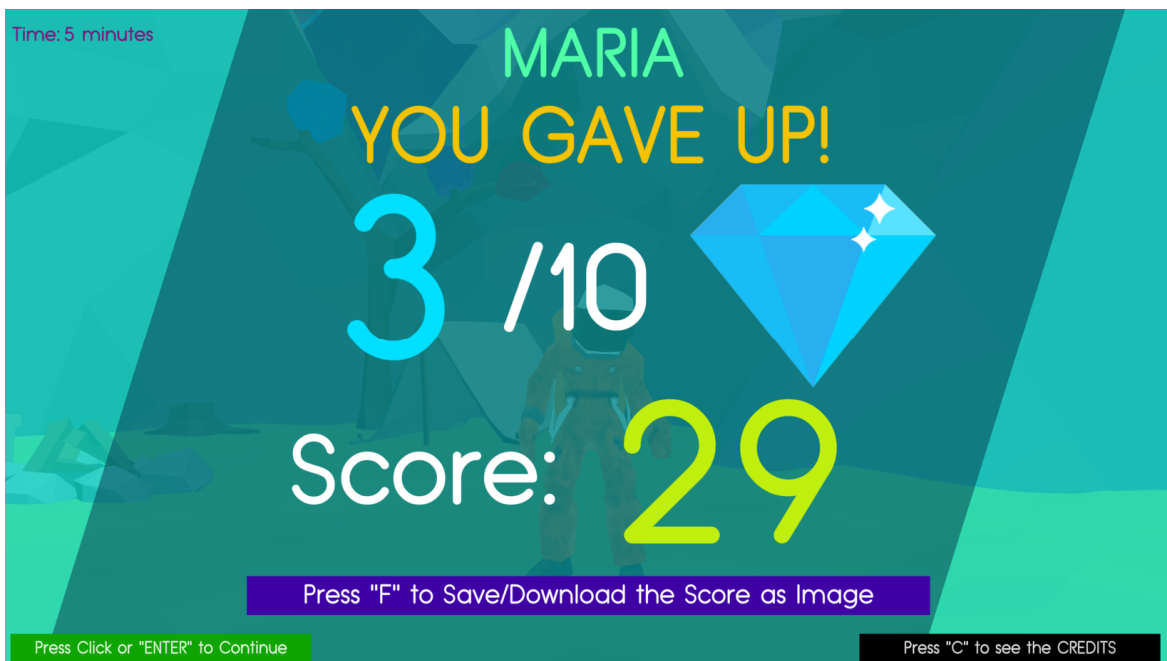 Time: 5 minutes
MARIA
YOU GAVE UP!
3 /10
Score: 29
Press "F" to Save/Download the Score as Image
Press Click or "ENTER" to Continue
Press "C" to see the CREDITS